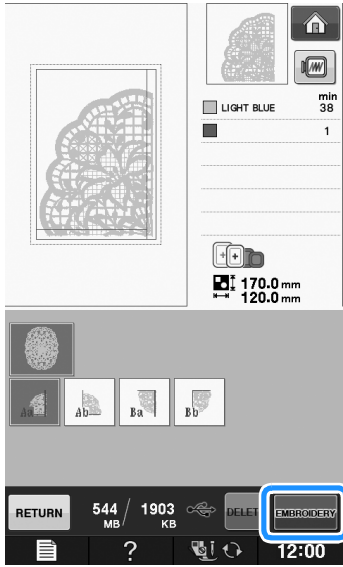 min
LIGHT BLUE 38
1
170.0 mm
120.0 mm
Aa Ab Ba Bb
RETURN 544 MB / 1903 KB DELET EMBROIDERY
? 12:00